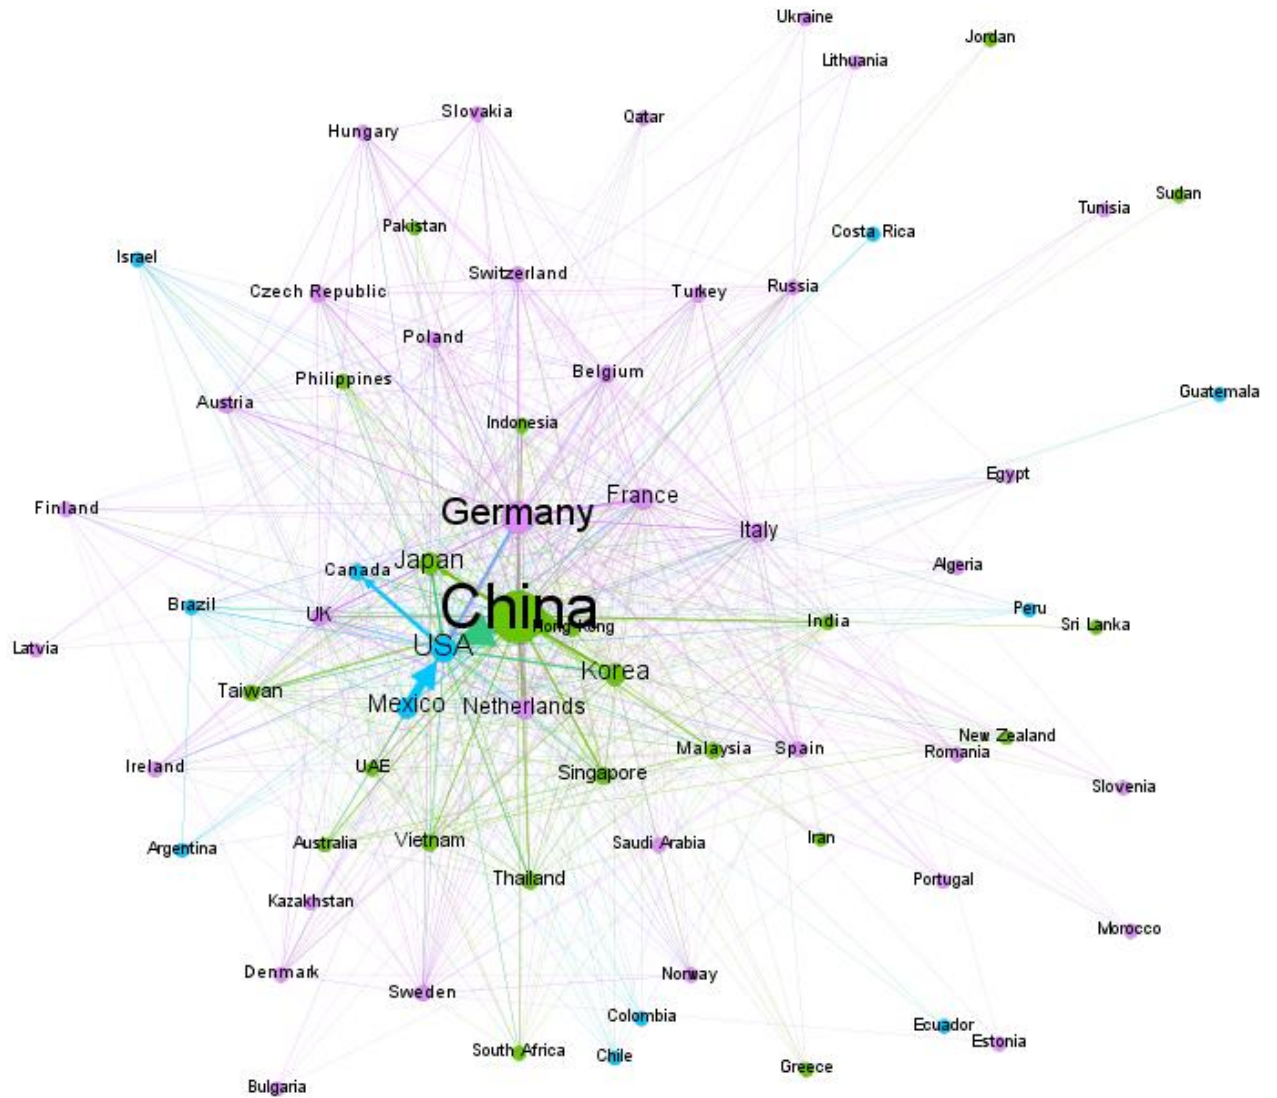 Ukraine
Jordan
Lithuania
Slovakia
Qatar
Hungary
Sudan
Tunisia
Pakistan
Costa Rica
Israel
Switzerland
Czech Republic
Turkey
Russia
Poland
Belgium
Philippines
Guatemala
Austria
Indonesia
Egypt
France
Finland
Germany
Italy
Japan
Algeria
Canada
Brazil
China
Peru
UK
India
Sri Lanka
Hong Kong
USA
Latvia
Korea
Taiwan
Mexico
Netherlands
New Zealand
Malaysia
Spain
Romania
Ireland
UAE
Singapore
Slovenia
Iran
Vietnam
Australia
Saudi Arabia
Argentina
Thailand
Portugal
Kazakhstan
Morocco
Denmark
Norway
Sweden
Colombia
Ecuador
Estonia
South Africa
Chile
Greece
Bulgaria